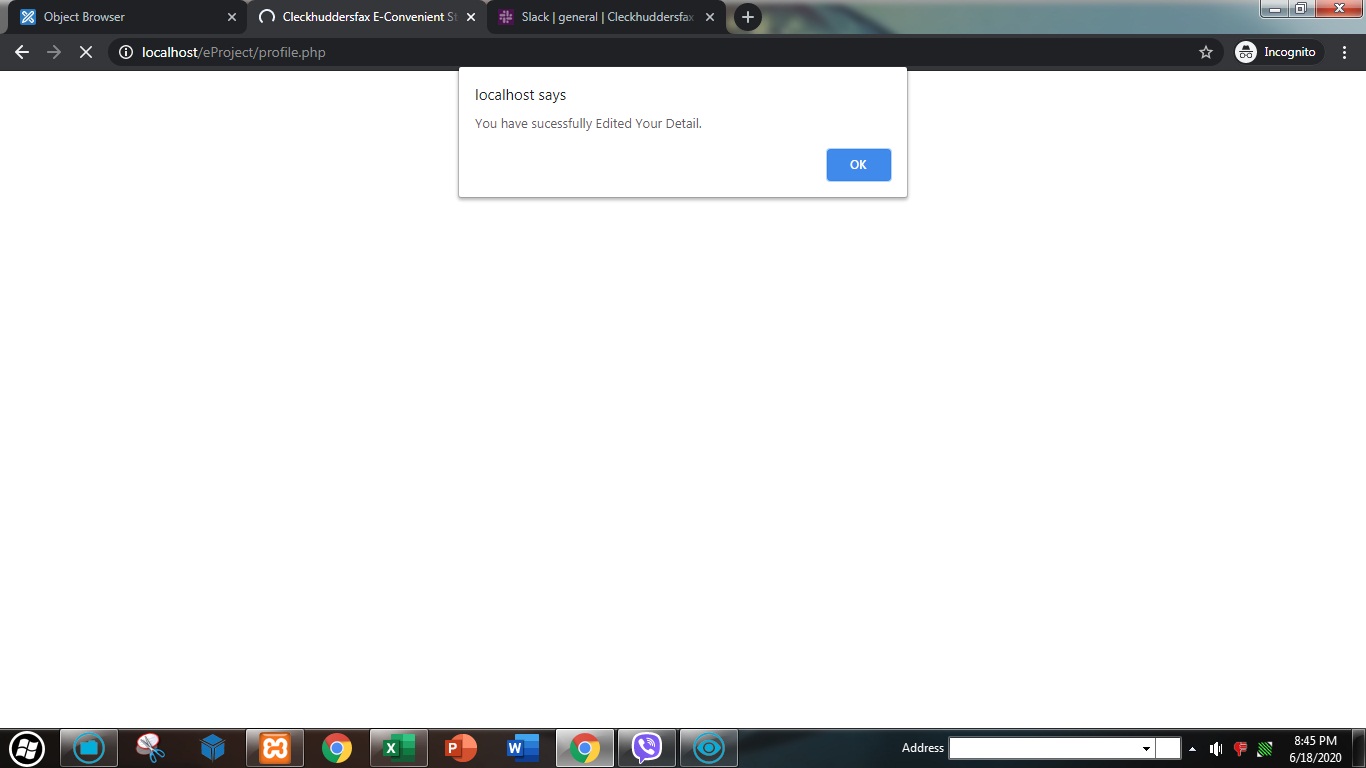 Object Browser
Cleckhuddersfax E-Convenient St
Slack | general | Cleckhuddersfax
localhost/eProject/profile.php
Incognito
localhost says
You have sucessfully Edited Your Detail.
OK
Address
8:45 PM
6/18/2020